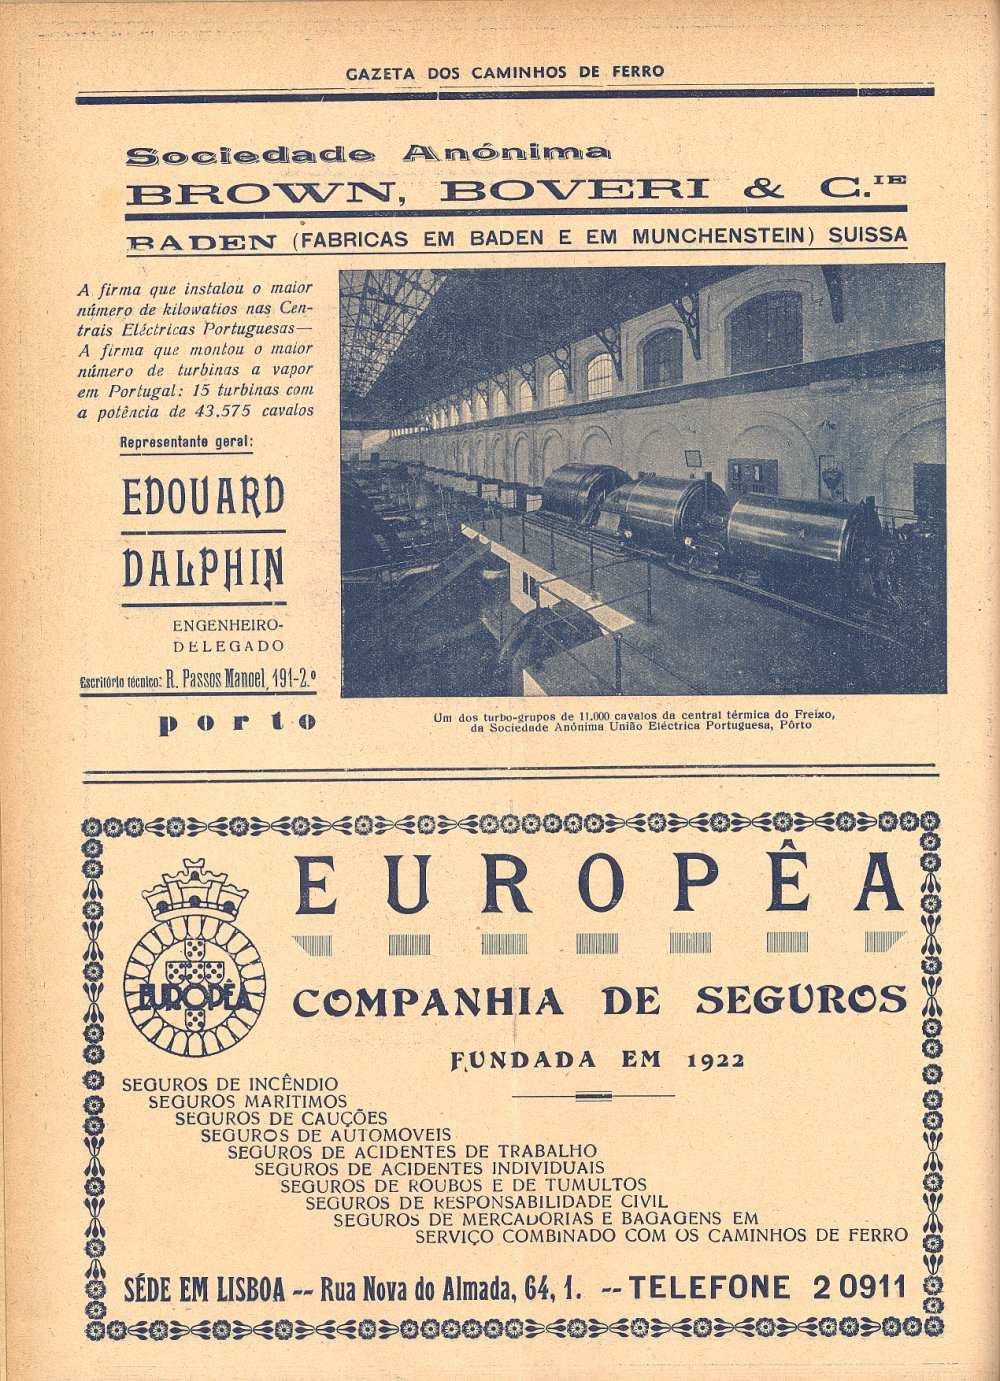 GAZETA DOS CAMINHOS DE FERRO
Sociedade Anónima
BROWN, BOVERI & C.IE
BADEN (FABRICAS EM BADEN E EM MUNCHENSTEIN) SUISSA
A firma que instalou o maior
número de kilowatios nas Cen-
trais Eléctricas Portuguesas—
A firma que montou o maior
número de turbinas a vapor
em Portugal: 15 turbinas com
a potência de 43.575 cavalos
Representante geral:
EDOUARD
DALPHIN
ENGENHEIRO-
DELEGADO
Escritório técnico: R. Passos Manoel, 191-2.º
porto
Um dos turbo-grupos de 11.000 cavalos da central térmica do Freixo,
da Sociedade Anónima União Eléctrica Portuguesa, Pôrto
EUROPÊA
EUROPÊA
COMPANHIA DE SEGUROS
FUNDADA EM 1922
SEGUROS DE INCÊNDIO
SEGUROS MARITIMOS
SEGUROS DE CAUÇÕES
SEGUROS DE AUTOMOVEIS
SEGUROS DE ACIDENTES DE TRABALHO
SEGUROS DE ACIDENTES INDIVIDUAIS
SEGUROS DE ROUBOS E DE TUMULTOS
SEGUROS DE RESPONSABILIDADE CIVIL
SEGUROS DE MERCADORIAS E BAGAGENS EM
SERVIÇO COMBINADO COM OS CAMINHOS DE FERRO
SÉDE EM LISBOA -- Rua Nova do Almada, 64, 1. -- TELEFONE 2 0911